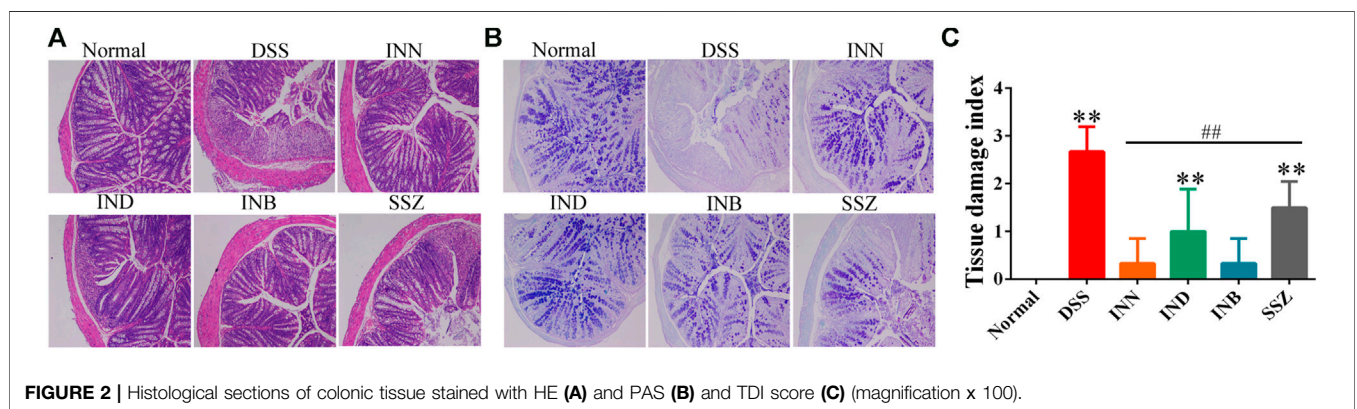 A
Normal DSS INN
IND INB SSZ
B
Normal DSS INN
IND INB SSZ
C
Tissue damage index
4
3
2
1
0
**
##
**
**
Normal DSS INN IND INB SSZ
FIGURE 2 | Histological sections of colonic tissue stained with HE (A) and PAS (B) and TDI score (C) (magnification x 100).